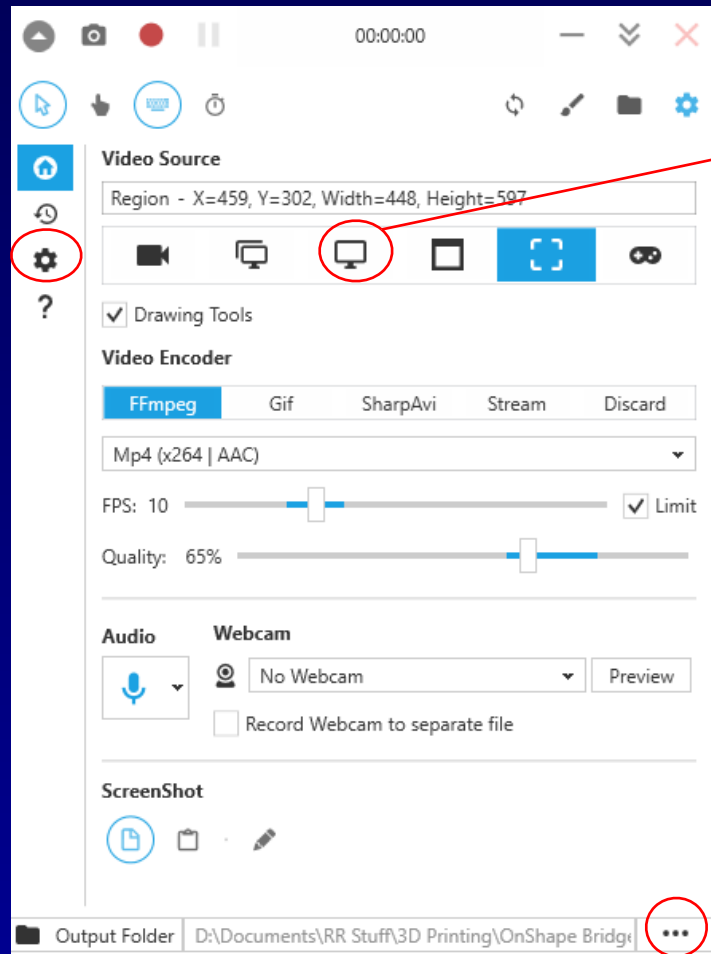 00:00:00
Video Source
Region - X=459, Y=302, Width=448, Height=597
?
Drawing Tools
Video Encoder
FFmpeg Gif SharpAvi Stream Discard
Mp4 (x264 | AAC)
FPS: 10 Limit
Quality: 65%
Audio Webcam
No Webcam Preview
Record Webcam to separate file
ScreenShot
Output Folder D:\Documents\RR Stuff\3D Printing\OnShape Bridge